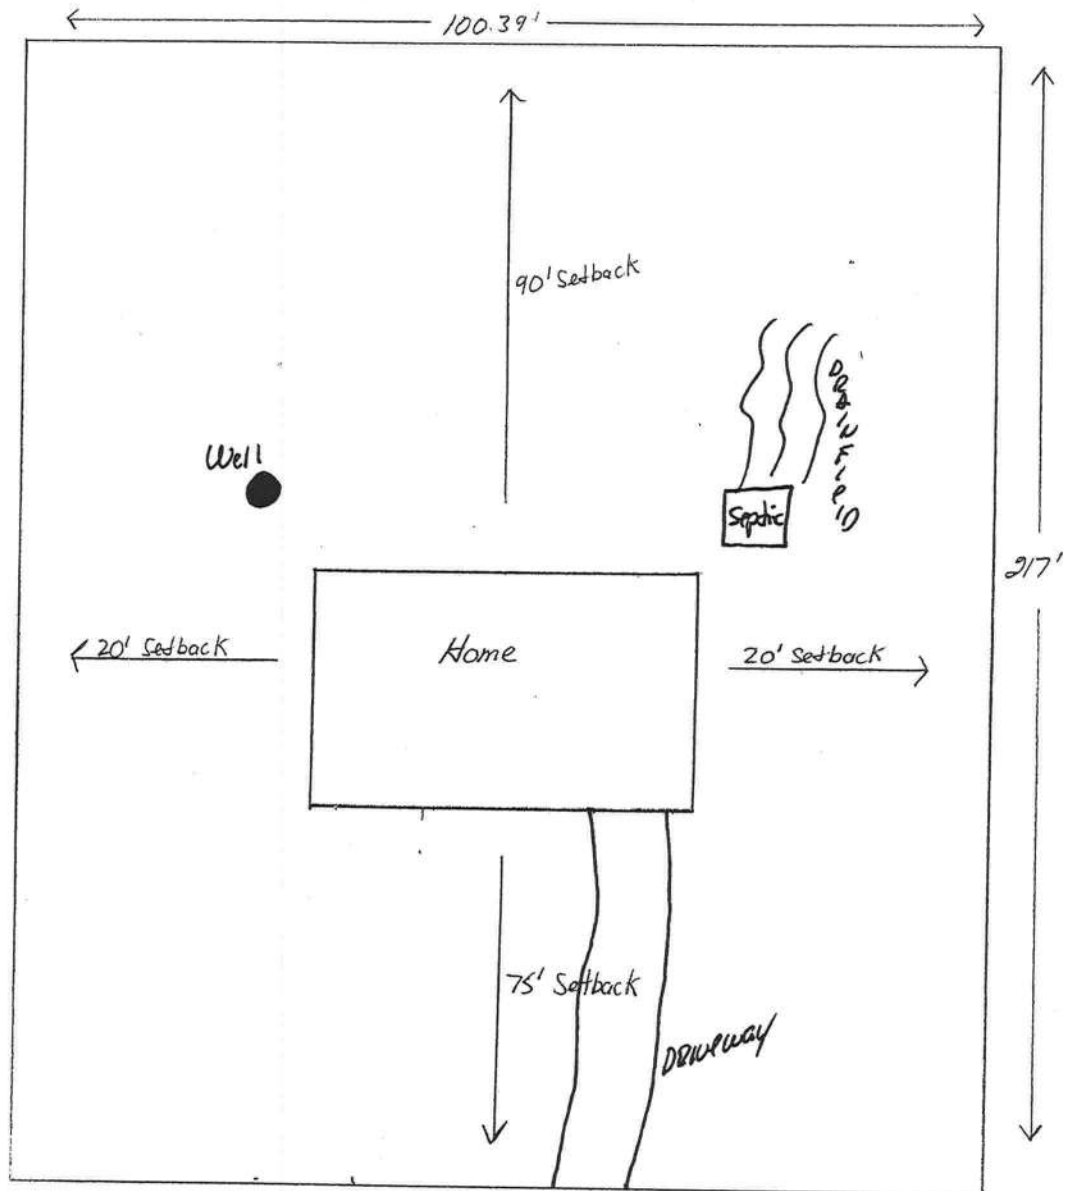 100.39'
90' Setback
DRAINFIelD
Well
Septic
217'
20' Setback
Home
20' Setback
75' Setback
DRIVEWAY